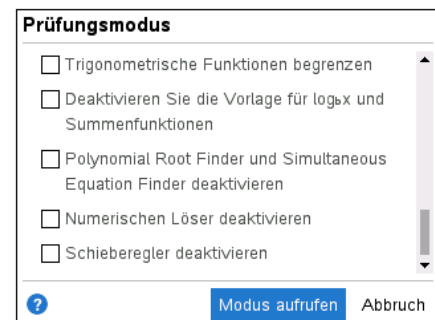 Prüfungsmodus
Trigonometrische Funktionen begrenzen
Deaktivieren Sie die Vorlage für logьx und
Summenfunktionen
Polynomial Root Finder und Simultaneous
Equation Finder deaktivieren
Numerischen Löser deaktivieren
Schieberegler deaktivieren
? Modus aufrufen Abbruch